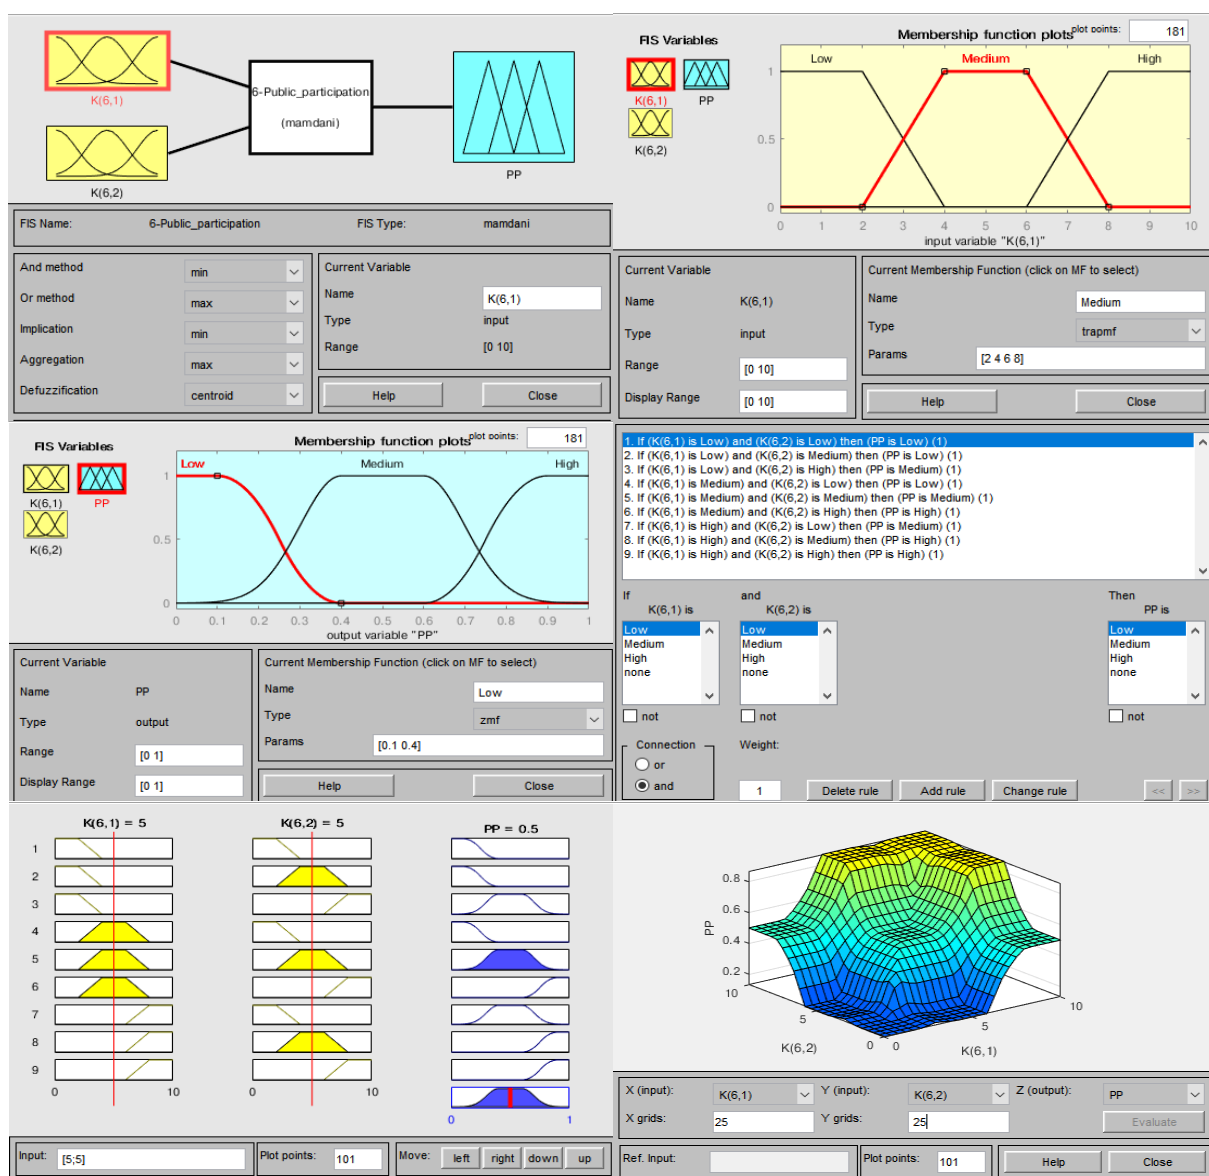 K(6,1)
K(6,2)
6-Public_participation
(mamdani)
PP
FIS Name: 6-Public_participation FIS Type: mamdani
And method min
Or method max
Implication min
Aggregation max
Defuzzification centroid
Current Variable
Name K(6,1)
Type input
Range [0 10]
Help Close
FIS Variables
K(6,1) PP
K(6,2)
Membership function plots plot points: 181
Low Medium High
1
0.5
0
0 1 2 3 4 5 6 7 8 9 10
input variable "K(6,1)"
Current Variable
Name K(6,1)
Type input
Range [0 10]
Display Range [0 10]
Current Membership Function (click on MF to select)
Name Medium
Type trapmf
Params [2 4 6 8]
Help Close
FIS Variables
K(6,1) PP
K(6,2)
Membership function plots plot points: 181
Low Medium High
1
0.5
0
0 0.1 0.2 0.3 0.4 0.5 0.6 0.7 0.8 0.9 1
output variable "PP"
Current Variable
Name PP
Type output
Range [0 1]
Display Range [0 1]
Current Membership Function (click on MF to select)
Name Low
Type zmf
Params [0.1 0.4]
Help Close
1. If (K(6,1) is Low) and (K(6,2) is Low) then (PP is Low) (1)
2. If (K(6,1) is Low) and (K(6,2) is Medium) then (PP is Low) (1)
3. If (K(6,1) is Low) and (K(6,2) is High) then (PP is Medium) (1)
4. If (K(6,1) is Medium) and (K(6,2) is Low) then (PP is Low) (1)
5. If (K(6,1) is Medium) and (K(6,2) is Medium) then (PP is Medium) (1)
6. If (K(6,1) is Medium) and (K(6,2) is High) then (PP is High) (1)
7. If (K(6,1) is High) and (K(6,2) is Low) then (PP is Medium) (1)
8. If (K(6,1) is High) and (K(6,2) is Medium) then (PP is High) (1)
9. If (K(6,1) is High) and (K(6,2) is High) then (PP is High) (1)
If and Then
K(6,1) is K(6,2) is PP is
Low Low Low
Medium Medium Medium
High High High
none none none
not not not
Connection Weight:
or
and 1 Delete rule Add rule Change rule << >>
K(6,1) = 5 K(6,2) = 5 PP = 0.5
1
2
3
4
5
6
7
8
9
0 10 0 10
0 1
Input: [5;5] Plot points: 101 Move: left right down up
0.8
0.6
0.4
0.2
PP
10
5
0
K(6,2)
0
5
10
K(6,1)
X (input): K(6,1) Y (input): K(6,2) Z (output): PP
X grids: 25 Y grids: 25 Evaluate
Ref. Input: Plot points: 101 Help Close